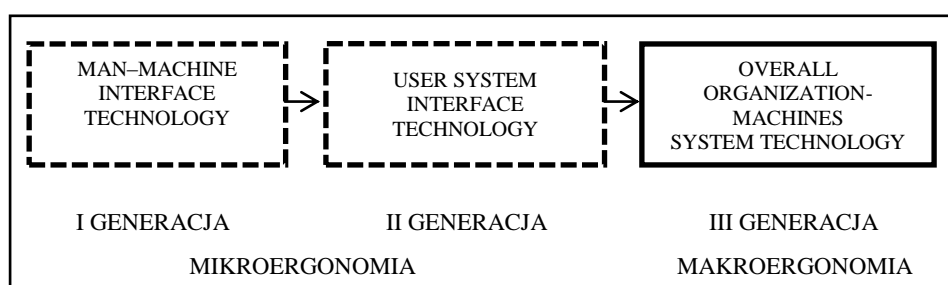 MAN–MACHINE
INTERFACE
TECHNOLOGY
USER SYSTEM
INTERFACE
TECHNOLOGY
OVERALL
ORGANIZATION-
MACHINES
SYSTEM TECHNOLOGY
I GENERACJA
II GENERACJA
III GENERACJA
MIKROERGONOMIA
MAKROERGONOMIA